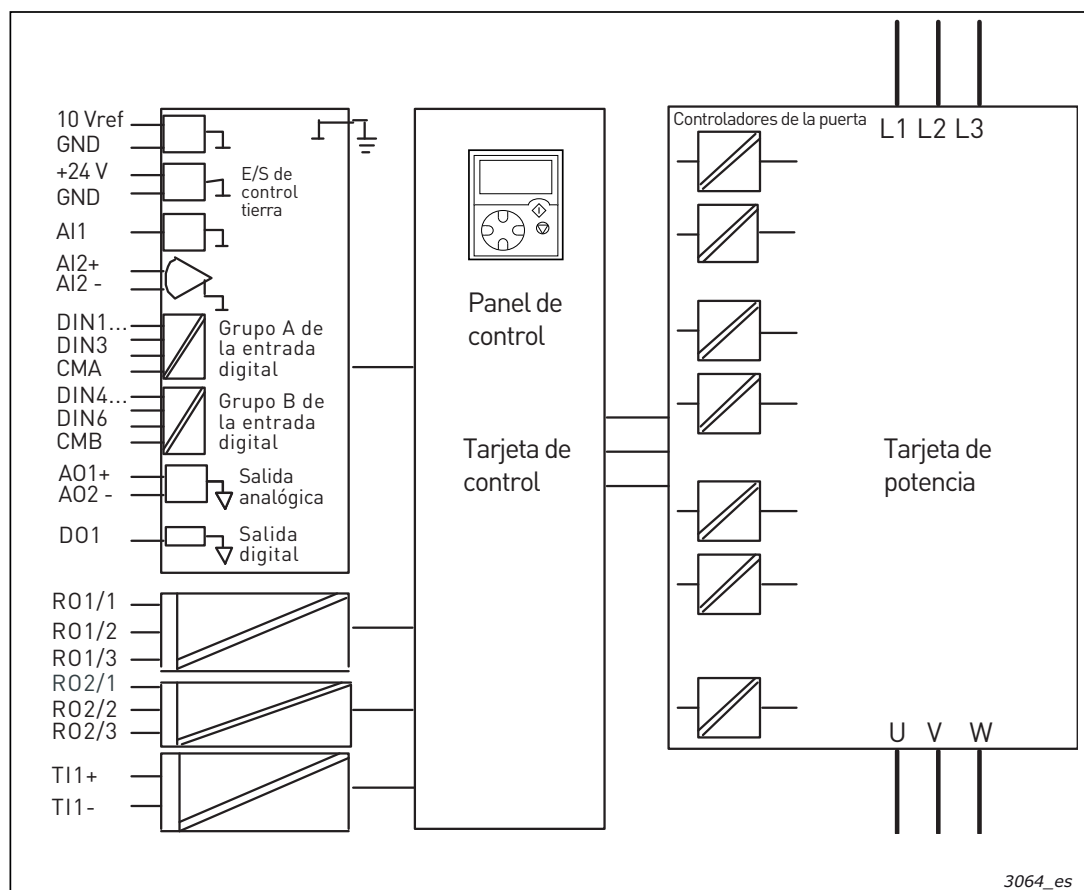 10 Vref
GND
+24 V
GND
E/S de
control
tierra
AI1
AI2+
AI2 -
DIN1...
DIN3
CMA
Grupo A de
la entrada
digital
DIN4...
DIN6
CMB
Grupo B de
la entrada
digital
AO1+
AO2 -
Salida
analógica
DO1
Salida
digital
RO1/1
RO1/2
RO1/3
RO2/1
RO2/2
RO2/3
TI1+
TI1-
Panel de
control
Tarjeta de
control
Controladores de la puerta
L1 L2 L3
Tarjeta de
potencia
U V W
3064_es